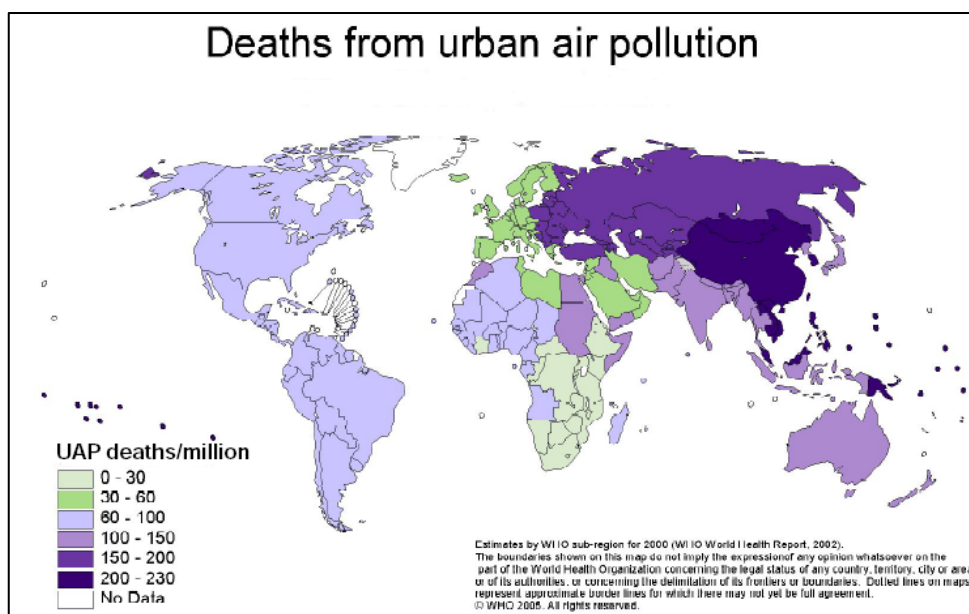 Deaths from urban air pollution
UAP deaths/million
0 - 30
30 - 60
60 - 100
100 - 150
150 - 200
200 - 230
No Data
Estimates by WHO sub-region for 2000 (WHO World Health Report, 2002).
The boundaries shown on this map do not imply the expressionof any opinion whatsoever on the
part of the World Health Organization concerning the legal status of any country, territory, city or area
or of its authorities, or concerning the delimitation of its frontiers or boundaries. Dotted lines on maps
represent approximate border lines for which there may not yet be full agreement.
© WHO 2005. All rights reserved.